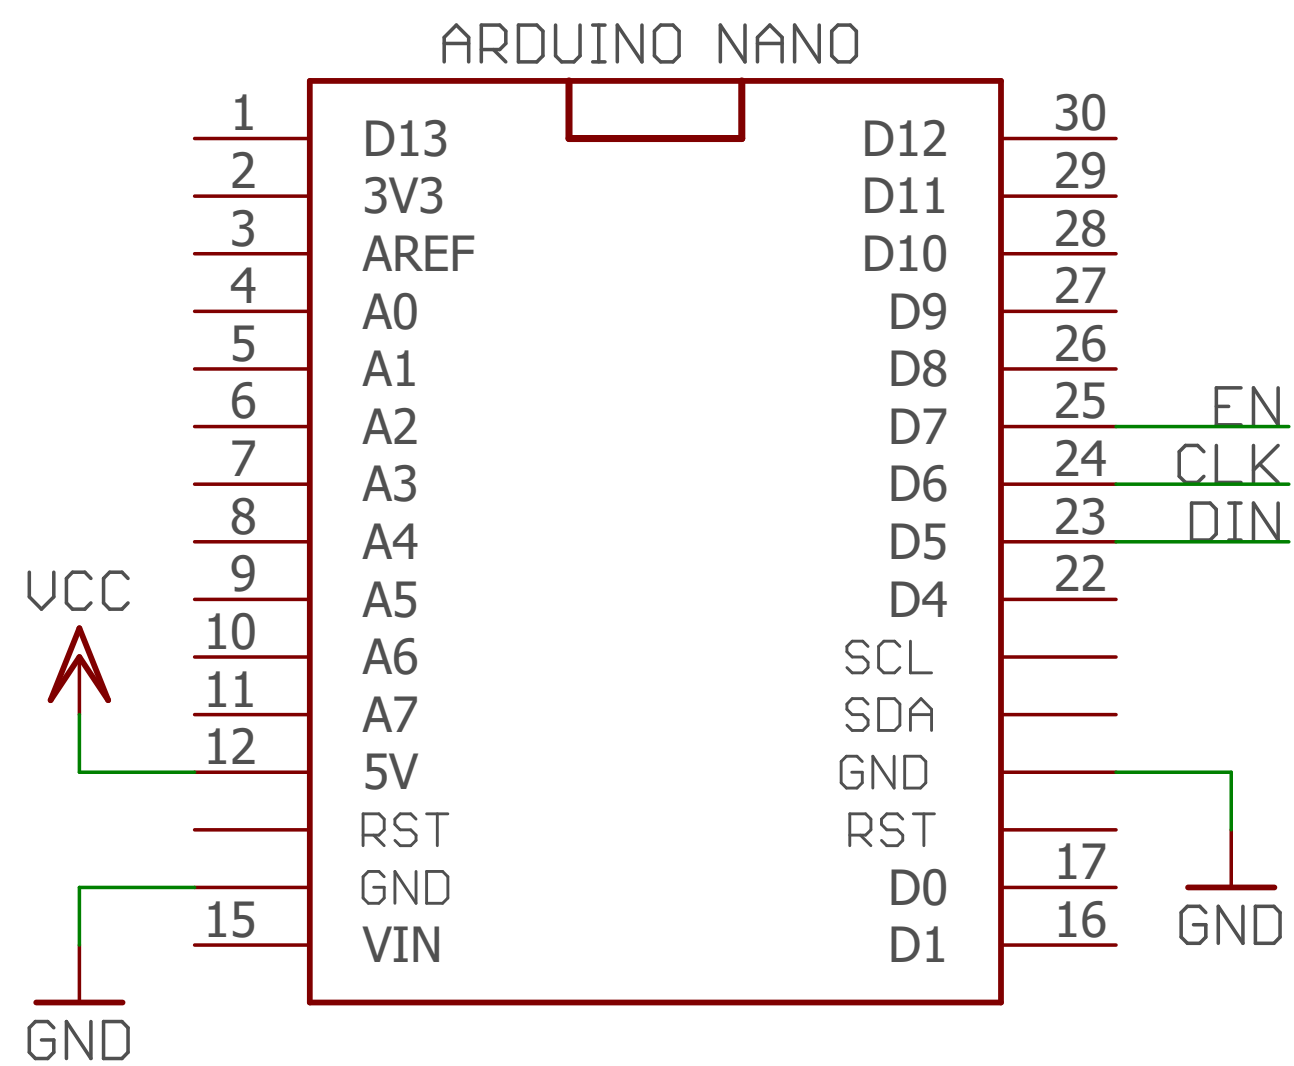 ARDUINO NANO
1 D13 D12 30
2 3V3 D11 29
3 AREF D10 28
4 A0 D9 27
5 A1 D8 26
6 A2 D7 25 EN
7 A3 D6 24 CLK
8 A4 D5 23 DIN
9 A5 D4 22
VCC
10 A6 SCL
11 A7 SDA
12 5V GND
RST RST
GND D0 17
15 VIN D1 16
GND
GND